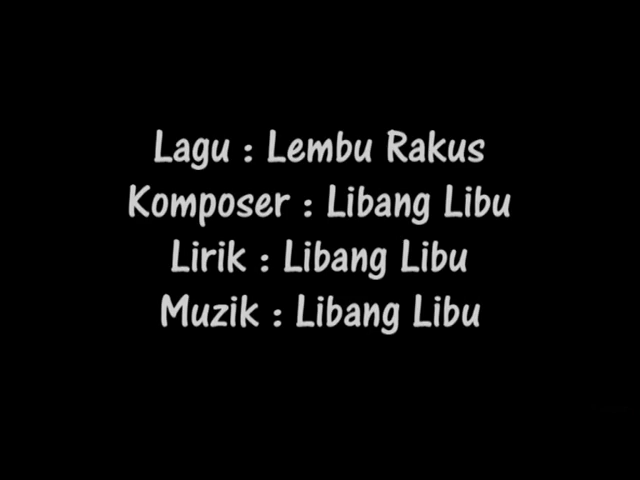 Lagu : Lembu Rakus
Komposer : Libang Libu
Lirik : Libang Libu
Muzik : Libang Libu